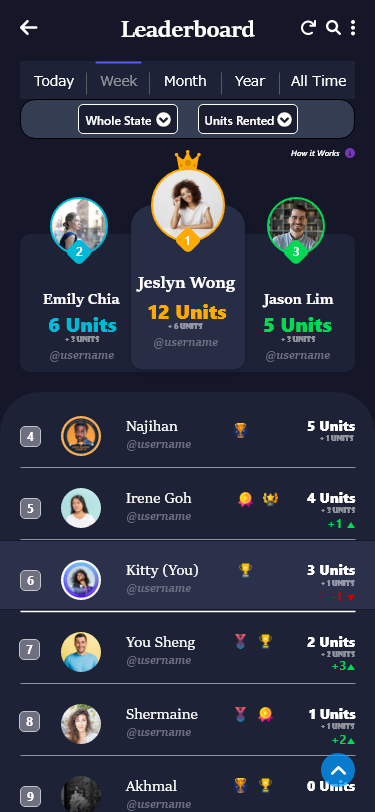 Leaderboard
Today Week Month Year All Time
Whole State Units Rented
How it Works i
1
2
3
Jeslyn Wong
12 Units
+ 6 UNITS
@username
Emily Chia
6 Units
+ 3 UNITS
@username
Jason Lim
5 Units
+ 3 UNITS
@username
4 Najihan 5 Units
@username + 1 UNITS
5 Irene Goh 4 Units
@username + 3 UNITS
+1
6 Kitty (You) 3 Units
@username + 1 UNITS
-1
7 You Sheng 2 Units
@username + 2 UNITS
+3
8 Shermaine 1 Units
@username + 1 UNITS
+2
9 Akhmal 0 Units
@username